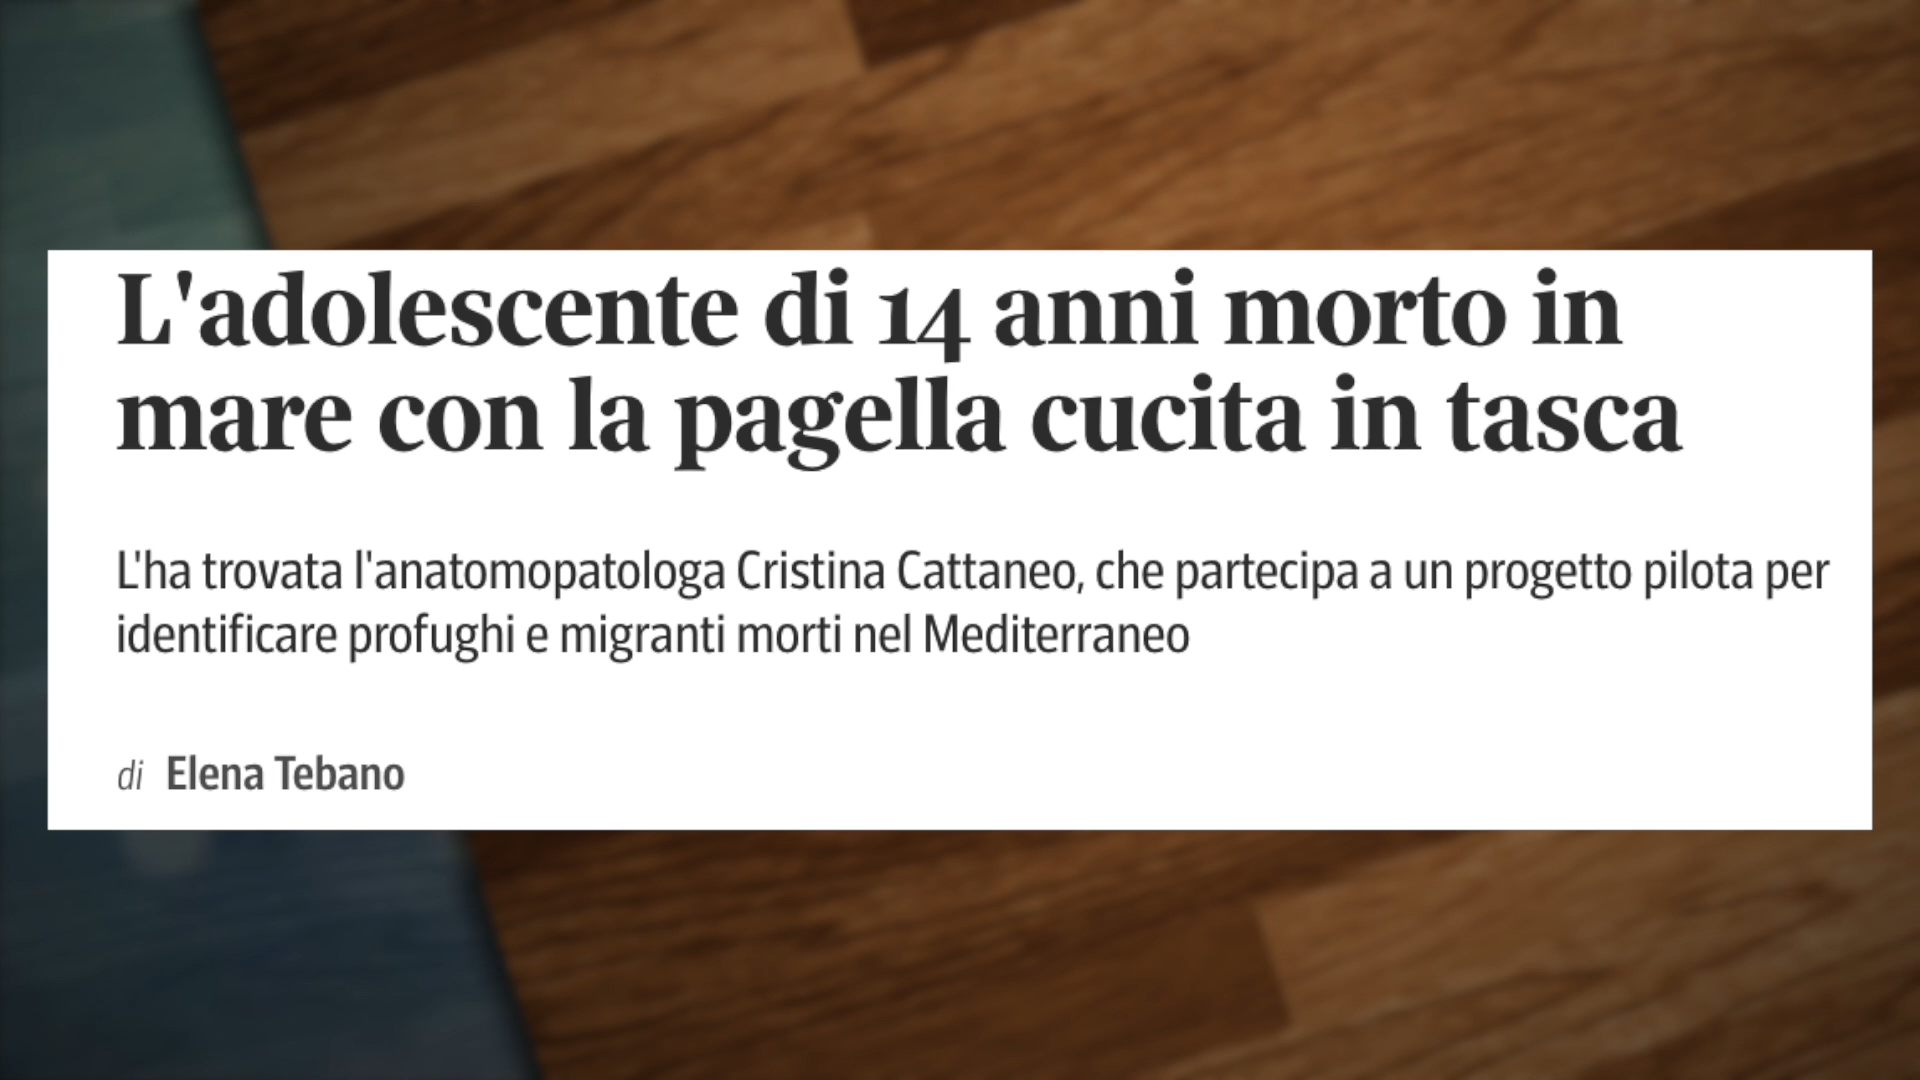 L'adolescente di 14 anni morto in
mare con la pagella cucita in tasca
L'ha trovata l'anatomopatologa Cristina Cattaneo, che partecipa a un progetto pilota per
identificare profughi e migranti morti nel Mediterraneo
di Elena Tebano